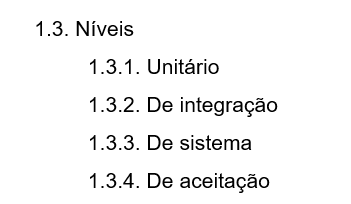 1.3. Níveis
1.3.1. Unitário
1.3.2. De integração
1.3.3. De sistema
1.3.4. De aceitação